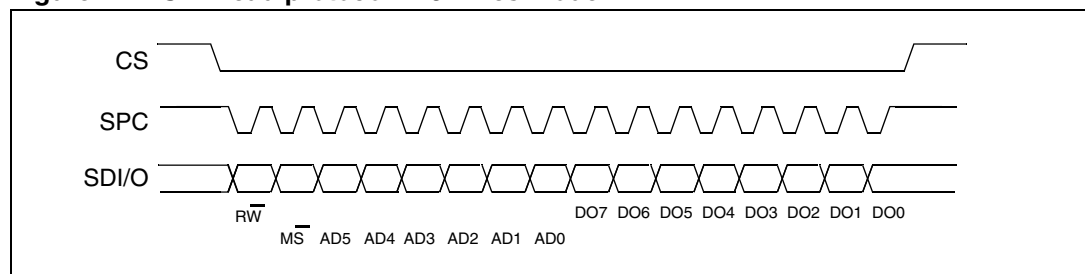 CS
SPC
SDI/O
RW
DO7 DO6 DO5 DO4 DO3 DO2 DO1 DO0
MS AD5 AD4 AD3 AD2 AD1 AD0